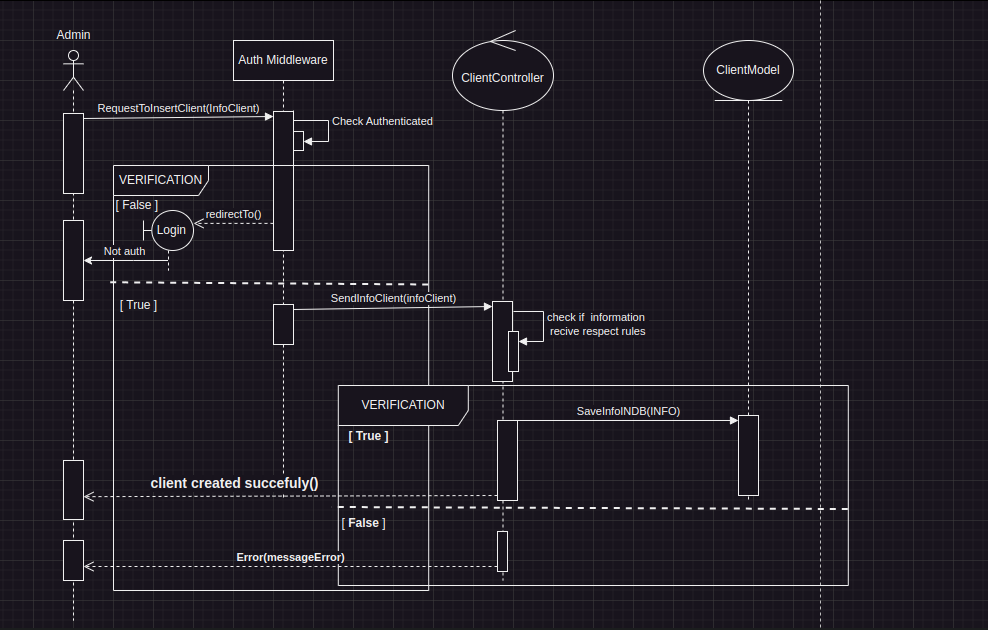 Admin
Auth Middleware
ClientController
ClientModel
RequestToInsertClient(InfoClient)
Check Authenticated
VERIFICATION
[ False ]
redirectTo()
Login
Not auth
[ True ]
SendInfoClient(infoClient)
check if  information
recive respect rules
VERIFICATION
SaveInfoINDB(INFO)
[ True ]
client created succefuly()
[ False ]
Error(messageError)